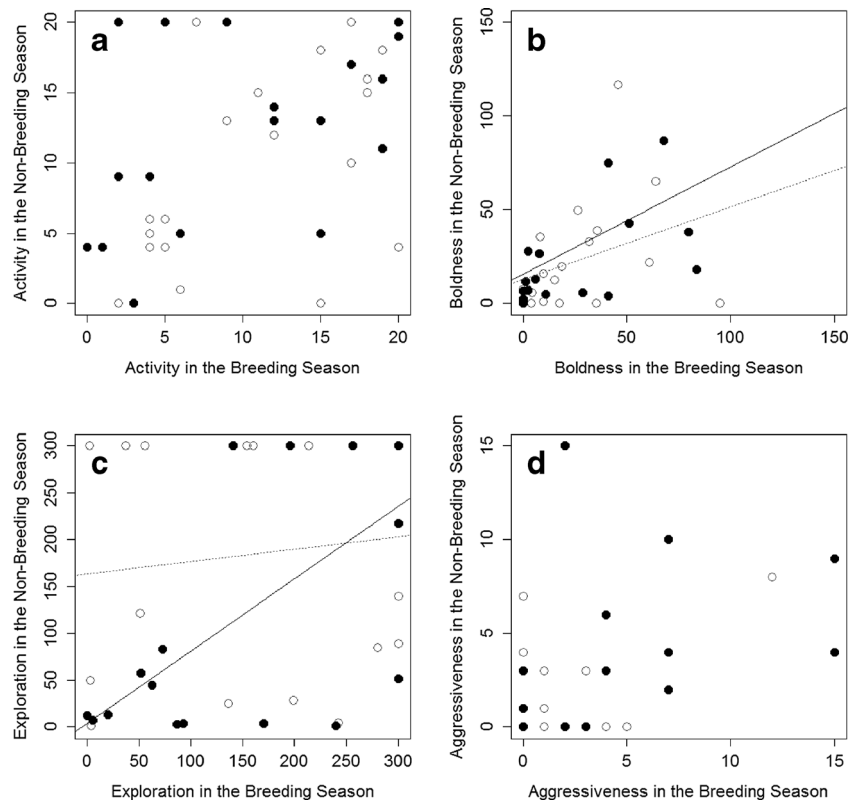 a
Activity in the Non-Breeding Season
20
15
10
5
0
0 5 10 15 20
Activity in the Breeding Season
b
Boldness in the Non-Breeding Season
150
100
50
0
0 50 100 150
Boldness in the Breeding Season
c
Exploration in the Non-Breeding Season
300
250
200
150
100
50
0
0 50 100 150 200 250 300
Exploration in the Breeding Season
d
Aggressiveness in the Non-Breeding Season
15
10
5
0
0 5 10 15
Aggressiveness in the Breeding Season